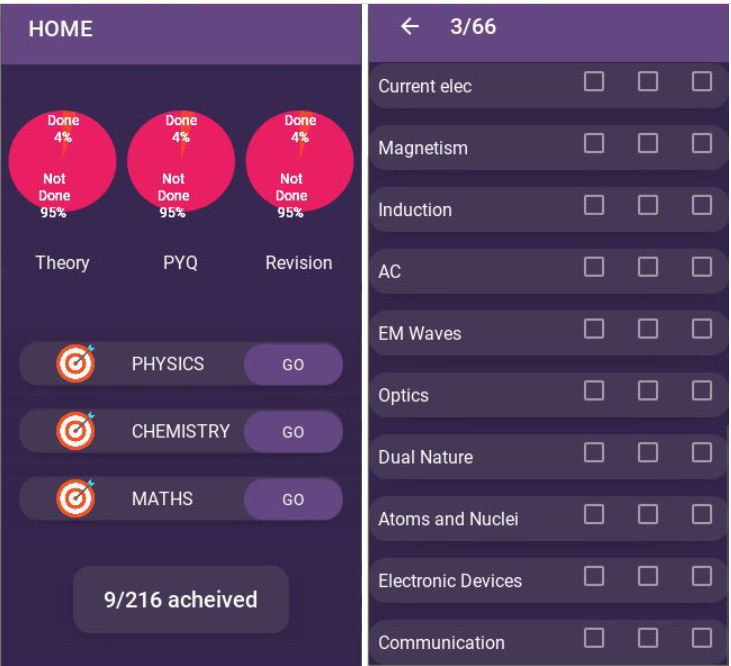 HOME
Done
4%
Not
Done
95%
Done
4%
Not
Done
95%
Done
4%
Not
Done
95%
Theory
PYQ
Revision
PHYSICS GO
CHEMISTRY GO
MATHS GO
9/216 acheived
← 3/66
Current elec
Magnetism
Induction
AC
EM Waves
Optics
Dual Nature
Atoms and Nuclei
Electronic Devices
Communication